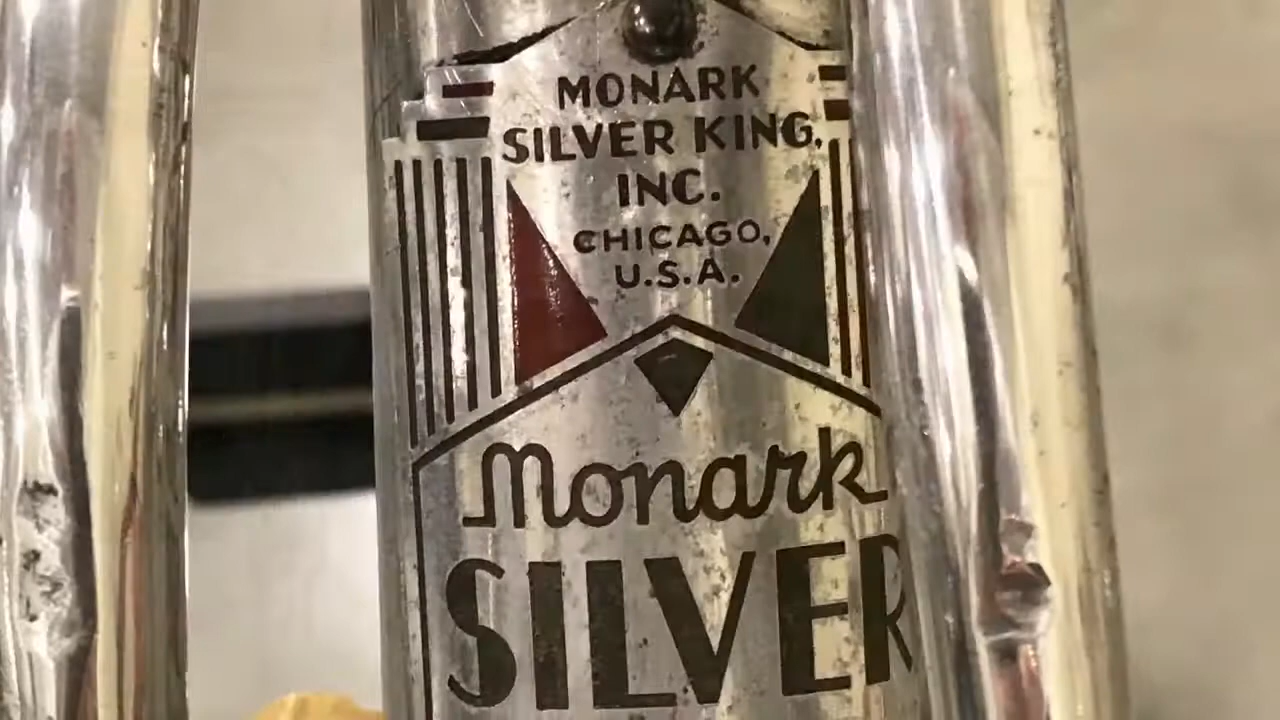 MONARK
SILVER KING,
INC.
CHICAGO,
U.S.A.
Monark
SILVER